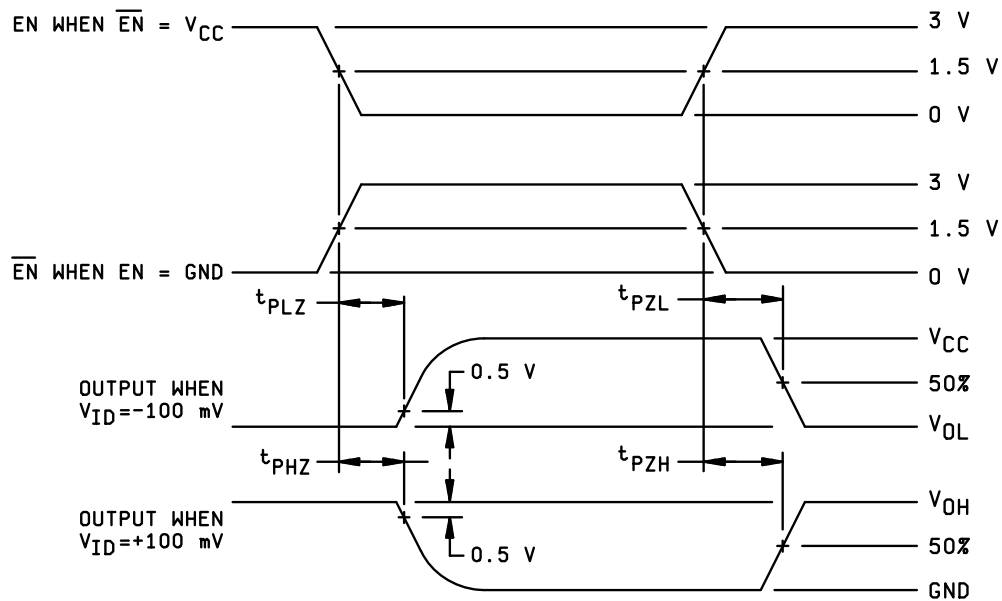 EN WHEN E̅N̅ = VCC
3 V
1.5 V
0 V
3 V
1.5 V
E̅N̅ WHEN EN = GND
0 V
tPLZ
tPZL
VCC
0.5 V
50%
OUTPUT WHEN
VID=-100 mV
VOL
tPHZ
tPZH
VOH
OUTPUT WHEN
VID=+100 mV
50%
0.5 V
GND